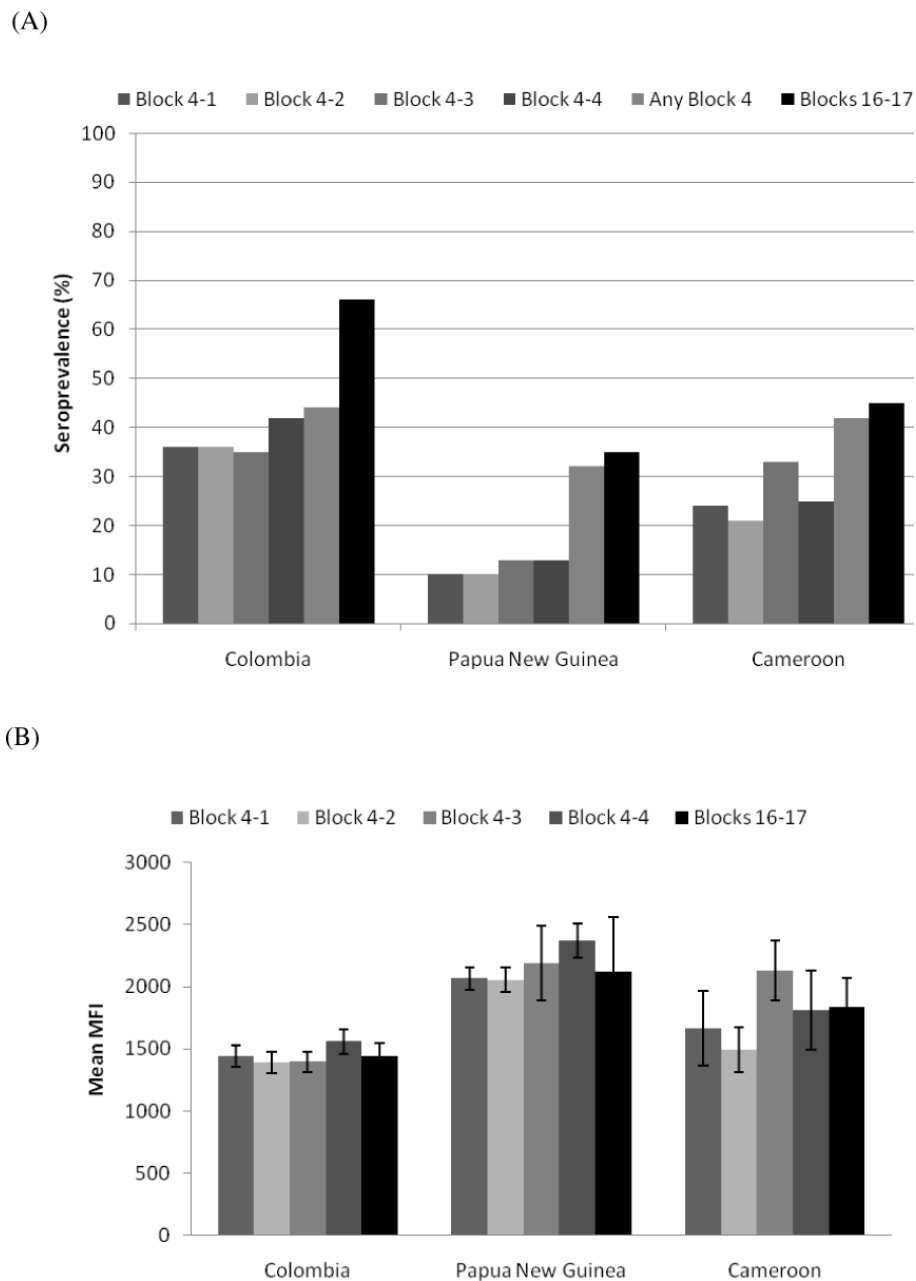 (A)
Block 4-1 Block 4-2 Block 4-3 Block 4-4 Any Block 4 Blocks 16-17
100
90
80
70
60
50
40
30
20
10
0
Seroprevalence (%)
Colombia Papua New Guinea Cameroon
(B)
Block 4-1 Block 4-2 Block 4-3 Block 4-4 Blocks 16-17
3000
2500
2000
1500
1000
500
0
Mean MFI
Colombia Papua New Guinea Cameroon